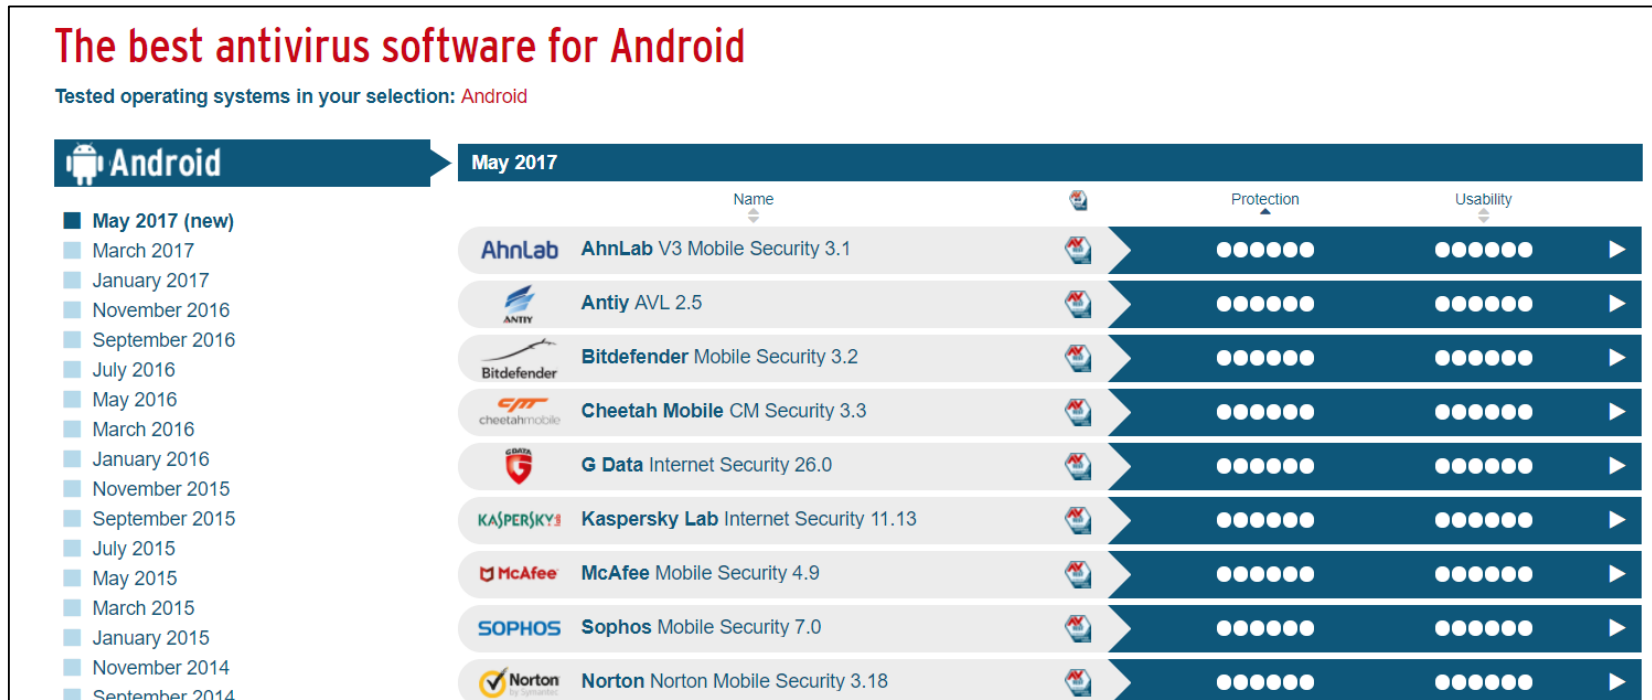 The best antivirus software for Android
Tested operating systems in your selection: Android
Android
May 2017 (new)
March 2017
January 2017
November 2016
September 2016
July 2016
May 2016
March 2016
January 2016
November 2015
September 2015
July 2015
May 2015
March 2015
January 2015
November 2014
September 2014
May 2017
Name Protection Usability
AhnLab AhnLab V3 Mobile Security 3.1
ANTIY Antiy AVL 2.5
Bitdefender Bitdefender Mobile Security 3.2
cheetahmobile Cheetah Mobile CM Security 3.3
G DATA G Data Internet Security 26.0
KASPERSKY Kaspersky Lab Internet Security 11.13
McAfee McAfee Mobile Security 4.9
SOPHOS Sophos Mobile Security 7.0
Norton Norton Norton Mobile Security 3.18
by Symantec